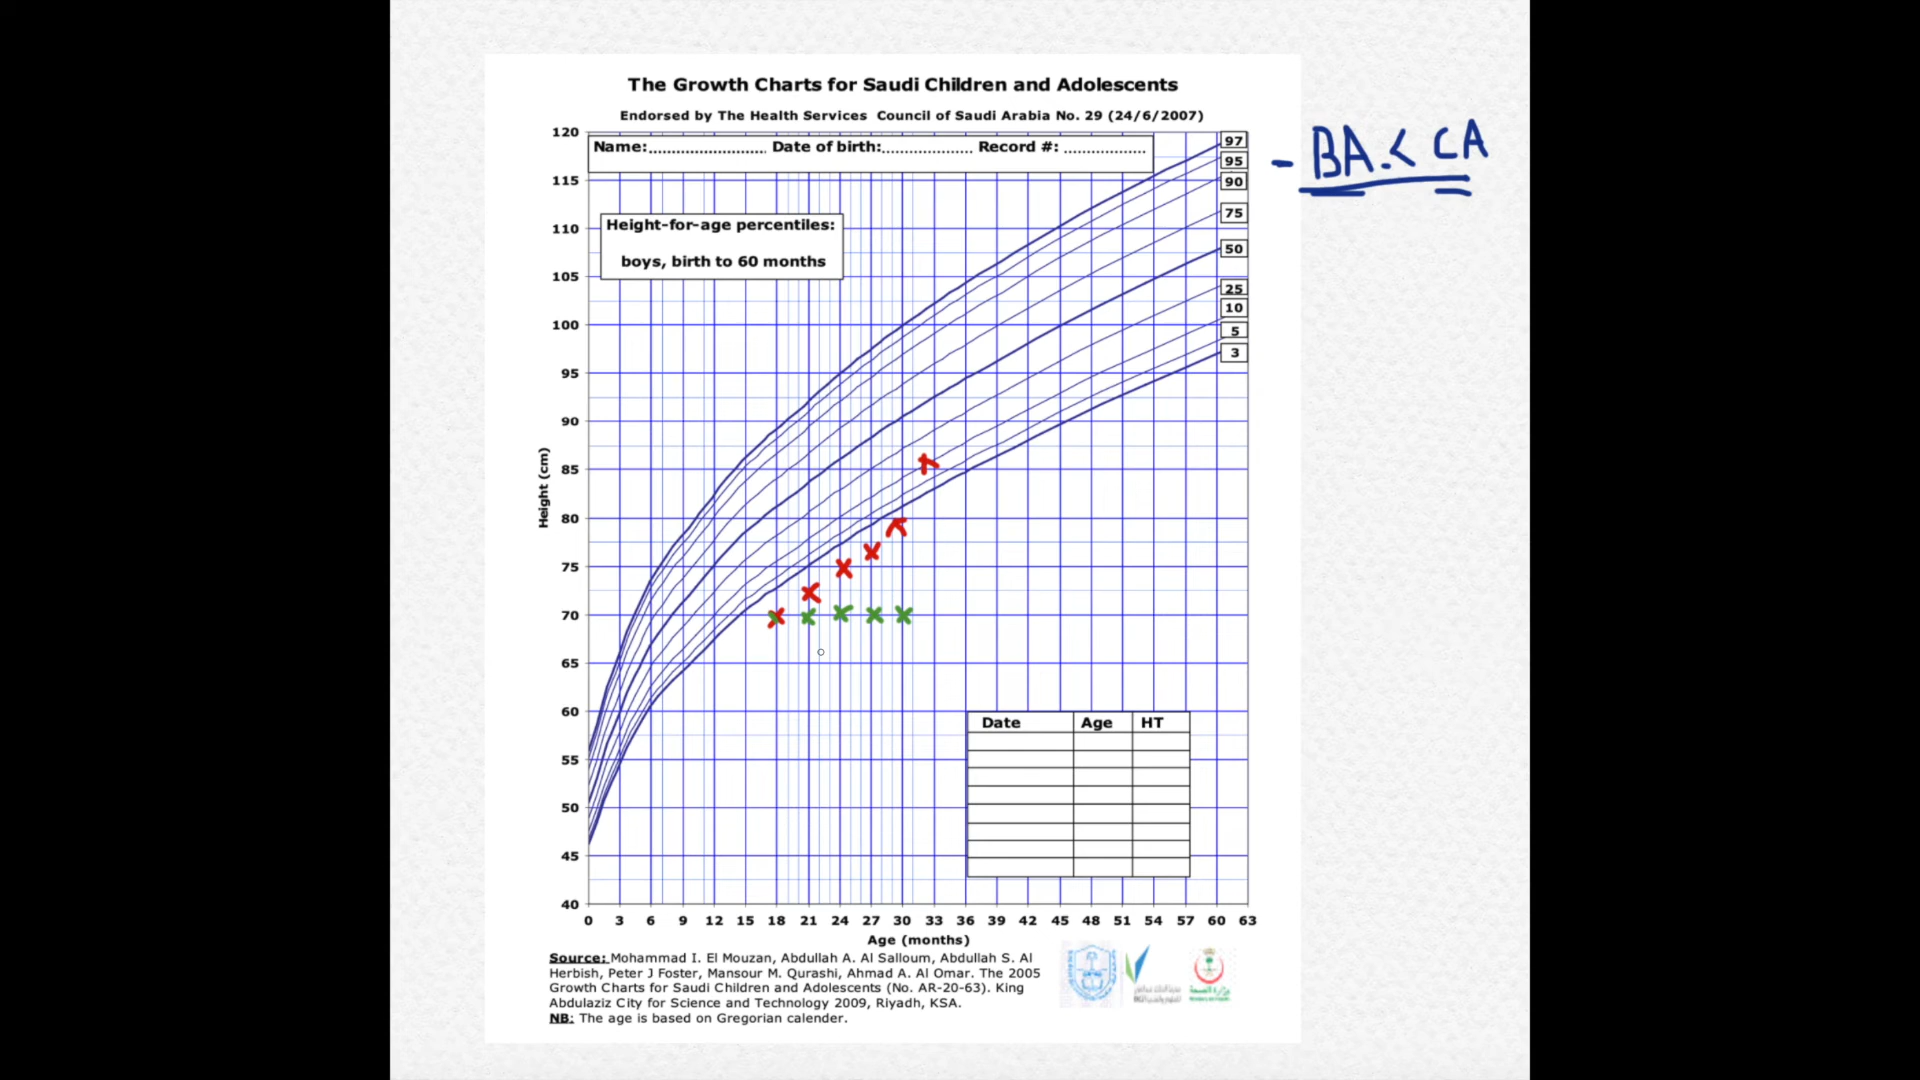 The Growth Charts for Saudi Children and Adolescents
Endorsed by The Health Services Council of Saudi Arabia No. 29 (24/6/2007)
Name:....................... Date of birth:.................. Record #: ................
- BA.< CA
Height-for-age percentiles:
boys, birth to 60 months
97
95
90
75
50
25
10
5
3
120
115
110
105
100
95
90
85
80
75
70
65
60
55
50
45
40
Height (cm)
Date Age HT
0 3 6 9 12 15 18 21 24 27 30 33 36 39 42 45 48 51 54 57 60 63
Age (months)
Source: Mohammad I. El Mouzan, Abdullah A. Al Salloum, Abdullah S. Al
Herbish, Peter J Foster, Mansour M. Qurashi, Ahmad A. Al Omar. The 2005
Growth Charts for Saudi Children and Adolescents (No. AR-20-63). King
Abdulaziz City for Science and Technology 2009, Riyadh, KSA.
NB: The age is based on Gregorian calender.